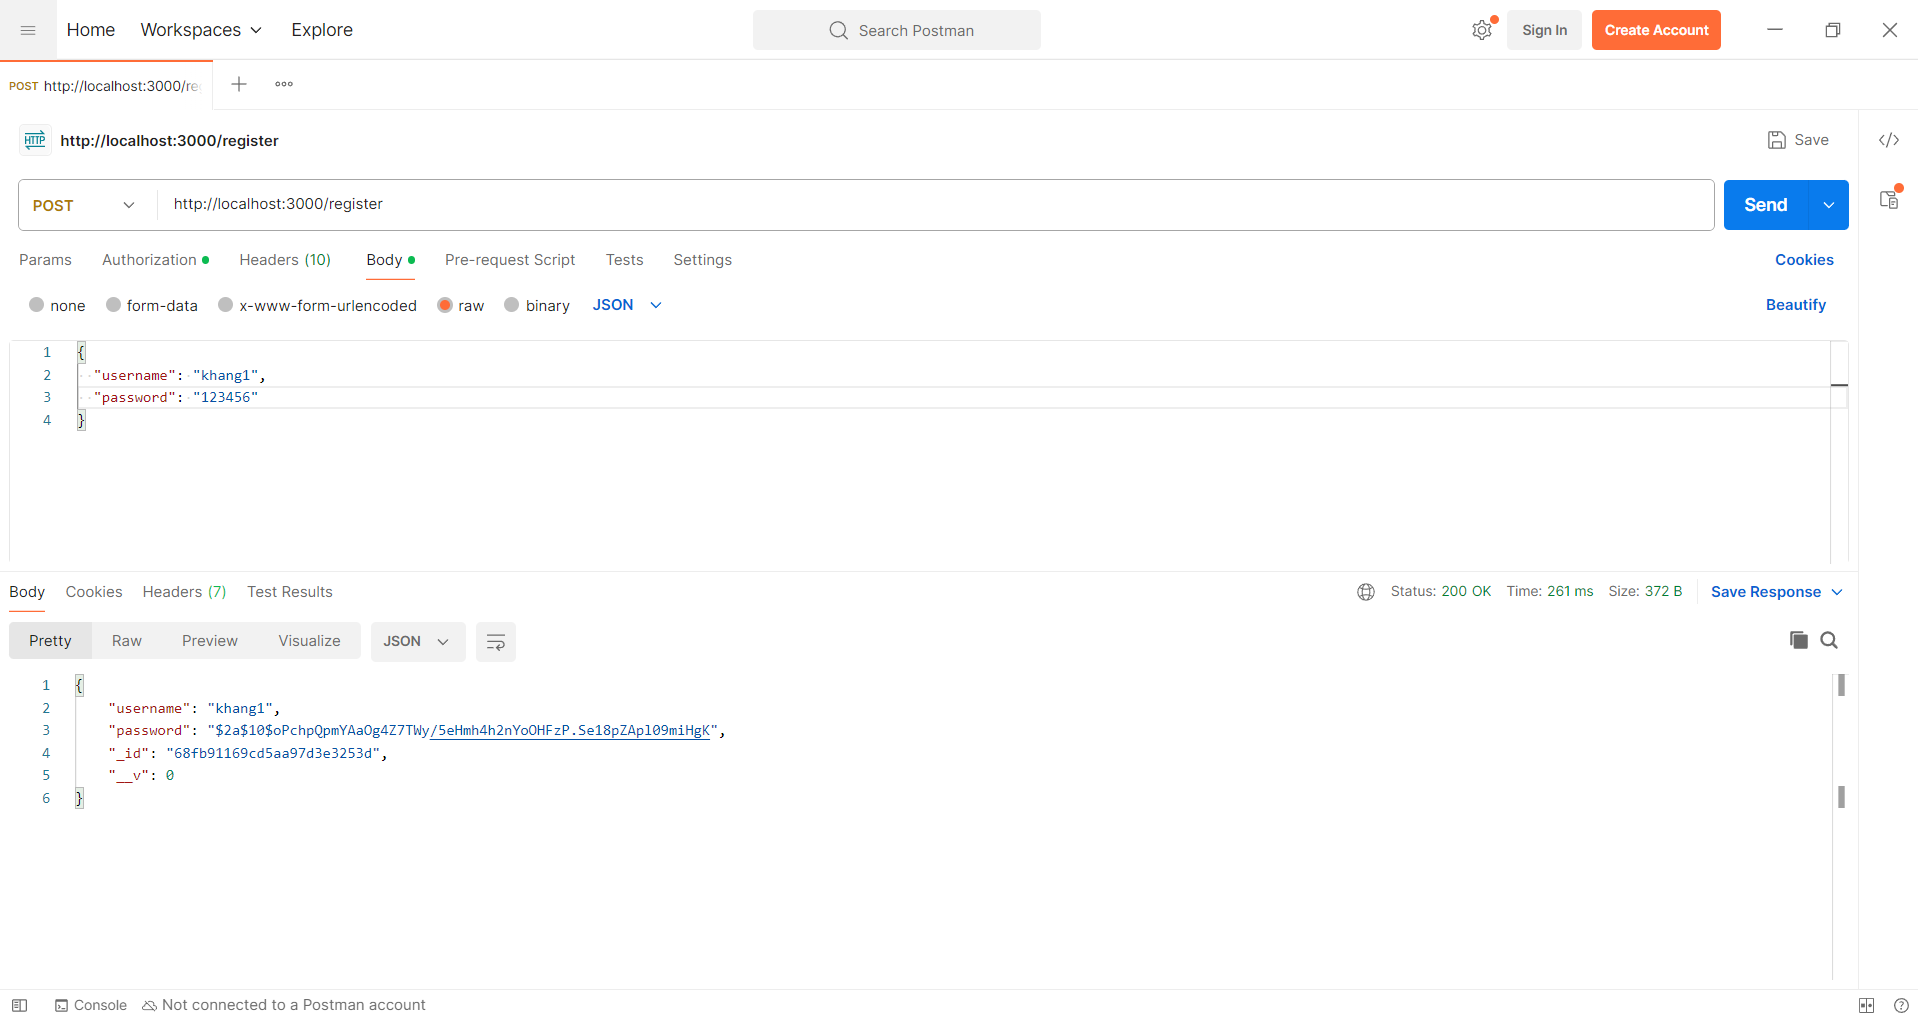 Home Workspaces Explore Search Postman Sign In Create Account
POST http://localhost:3000/re
HTTP http://localhost:3000/register Save
POST http://localhost:3000/register Send
Params Authorization Headers (10) Body Pre-request Script Tests Settings Cookies
none form-data x-www-form-urlencoded raw binary JSON Beautify
1 {
2 "username": "khang1",
3 "password": "123456"
4 }
Body Cookies Headers (7) Test Results Status: 200 OK Time: 261 ms Size: 372 B Save Response
Pretty Raw Preview Visualize JSON
1 {
2 "username": "khang1",
3 "password": "$2a$10$oPchpQpmYAaOg4Z7TWy/5eHmh4h2nYoOHFzP.Se18pZApl09miHgK",
4 "_id": "68fb91169cd5aa97d3e3253d",
5 "__v": 0
6 }
Console Not connected to a Postman account